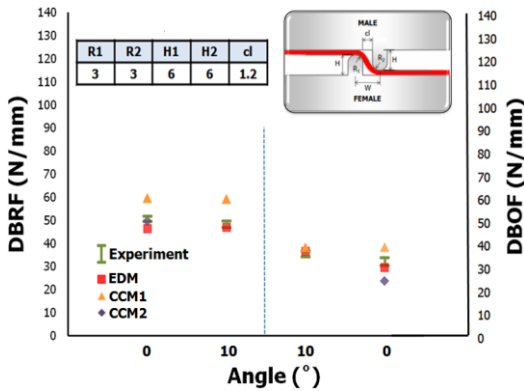 MALE
cl
H
R1
R2
H
W
FEMALE
R1 R2 H1 H2 cl
3 3 6 6 1.2
DBRF (N/mm)
140
130
120
110
100
90
80
70
60
50
40
30
20
10
0
DBOF (N/mm)
140
130
120
110
100
90
80
70
60
50
40
30
20
10
0
Experiment
EDM
CCM1
CCM2
0 10 10 0
Angle (°)